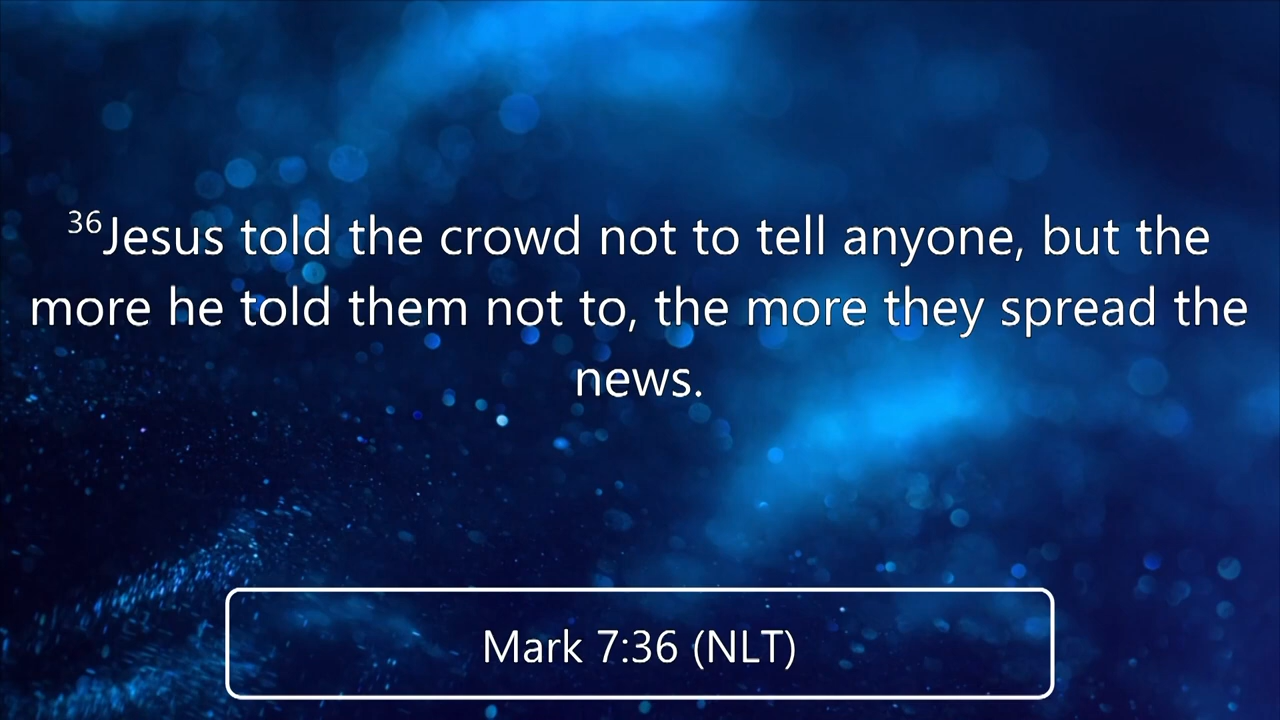 ³⁶Jesus told the crowd not to tell anyone, but the
more he told them not to, the more they spread the
news.
Mark 7:36 (NLT)